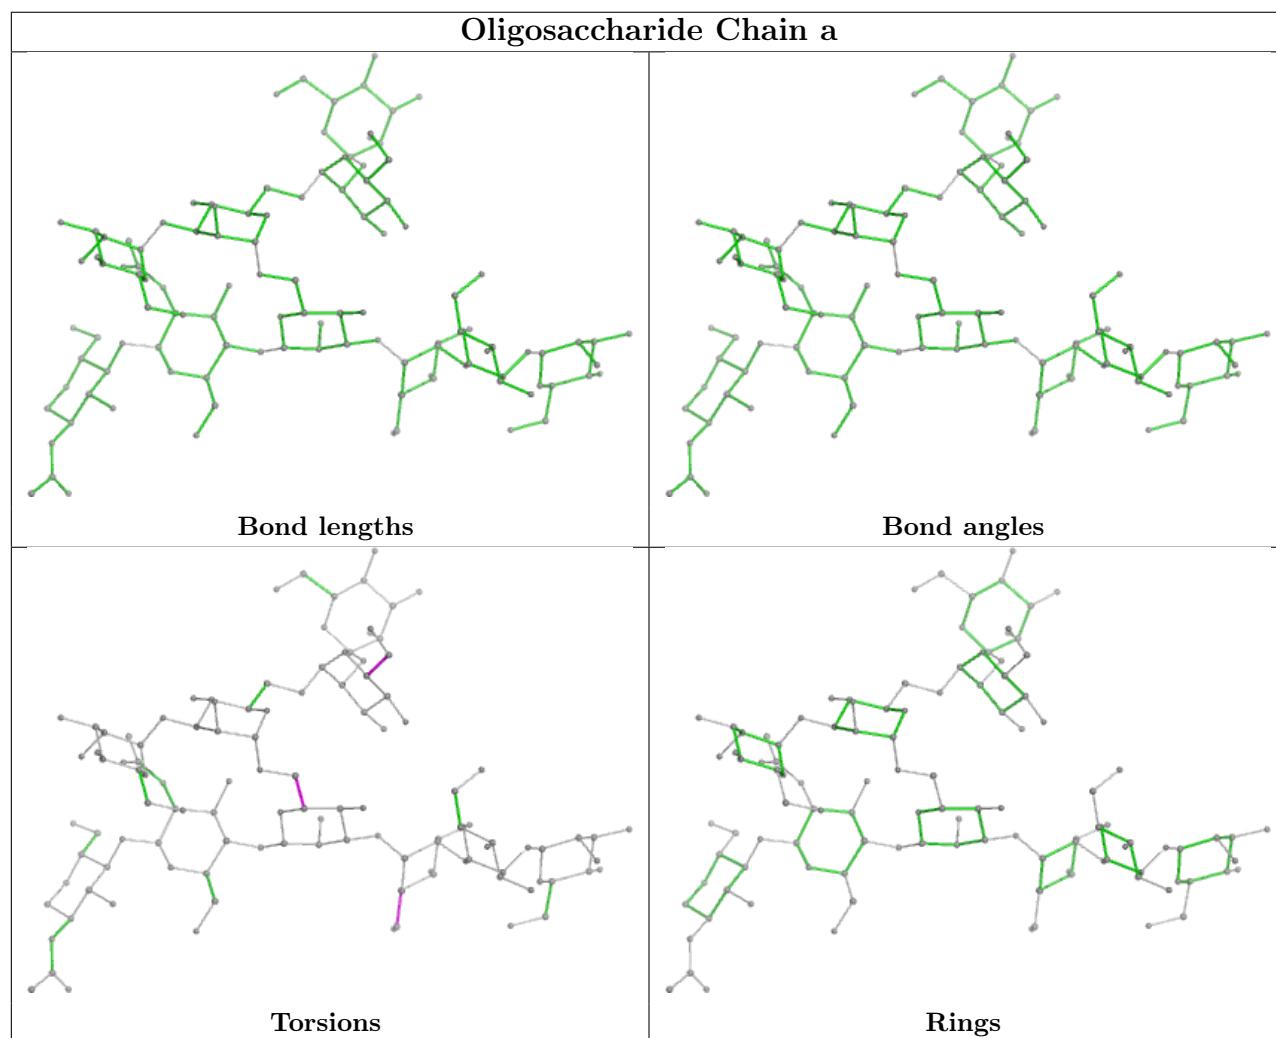 Oligosaccharide Chain a
Bond lengths
Bond angles
Torsions
Rings